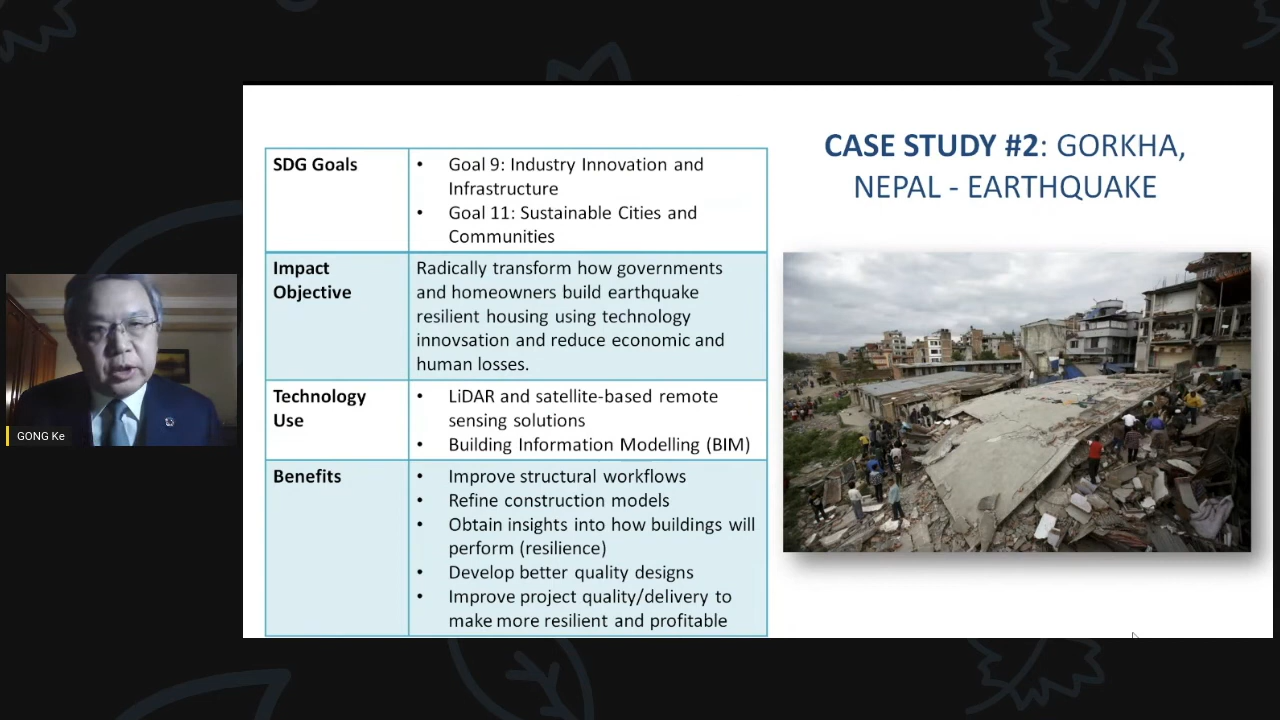 CASE STUDY #2: GORKHA,
NEPAL - EARTHQUAKE
SDG Goals
• Goal 9: Industry Innovation and
Infrastructure
• Goal 11: Sustainable Cities and
Communities
Impact
Objective
Radically transform how governments
and homeowners build earthquake
resilient housing using technology
innovsation and reduce economic and
human losses.
Technology
Use
• LiDAR and satellite-based remote
sensing solutions
• Building Information Modelling (BIM)
Benefits
• Improve structural workflows
• Refine construction models
• Obtain insights into how buildings will
perform (resilience)
• Develop better quality designs
• Improve project quality/delivery to
make more resilient and profitable
GONG Ke